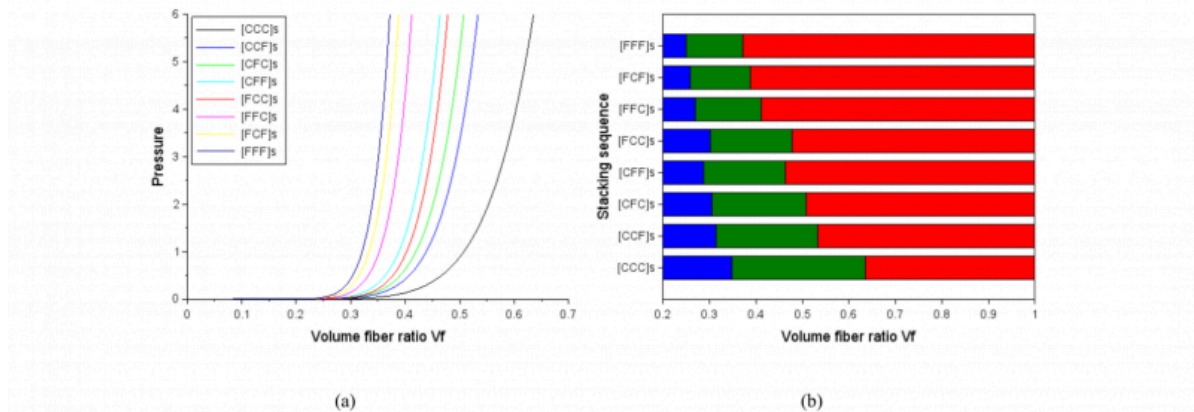 6
5
4
3
2
1
0
Pressure
[CCC]s
[CCF]s
[CFC]s
[CFF]s
[FCC]s
[FFC]s
[FCF]s
[FFF]s
0 0.1 0.2 0.3 0.4 0.5 0.6 0.7
Volume fiber ratio Vf
(a)
Stacking sequence
[FFF]s
[FCF]s
[FFC]s
[FCC]s
[CFF]s
[CFC]s
[CCF]s
[CCC]s
0.2 0.3 0.4 0.5 0.6 0.7 0.8 0.9 1
Volume fiber ratio Vf
(b)